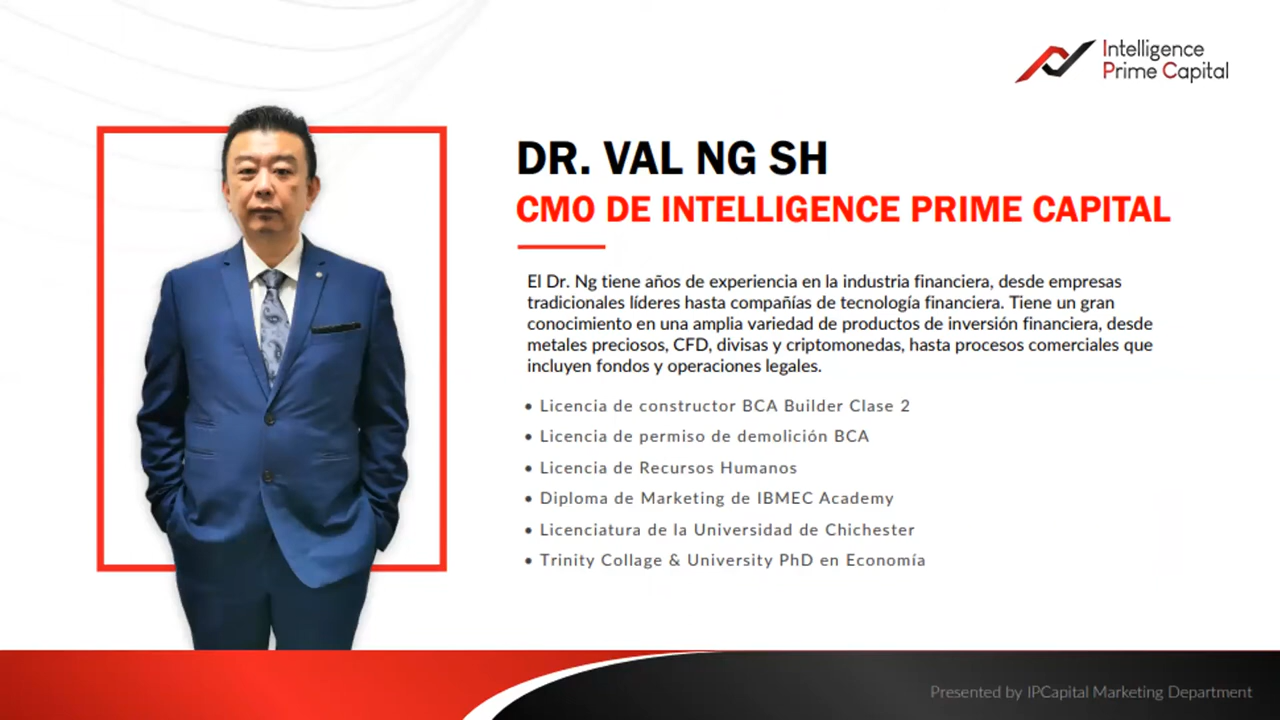 Intelligence
Prime Capital
DR. VAL NG SH
CMO DE INTELLIGENCE PRIME CAPITAL
El Dr. Ng tiene años de experiencia en la industria financiera, desde empresas
tradicionales líderes hasta compañías de tecnología financiera. Tiene un gran
conocimiento en una amplia variedad de productos de inversión financiera, desde
metales preciosos, CFD, divisas y criptomonedas, hasta procesos comerciales que
incluyen fondos y operaciones legales.
• Licencia de constructor BCA Builder Clase 2
• Licencia de permiso de demolición BCA
• Licencia de Recursos Humanos
• Diploma de Marketing de IBMEC Academy
• Licenciatura de la Universidad de Chichester
• Trinity Collage & University PhD en Economía
Presented by IPCapital Marketing Department